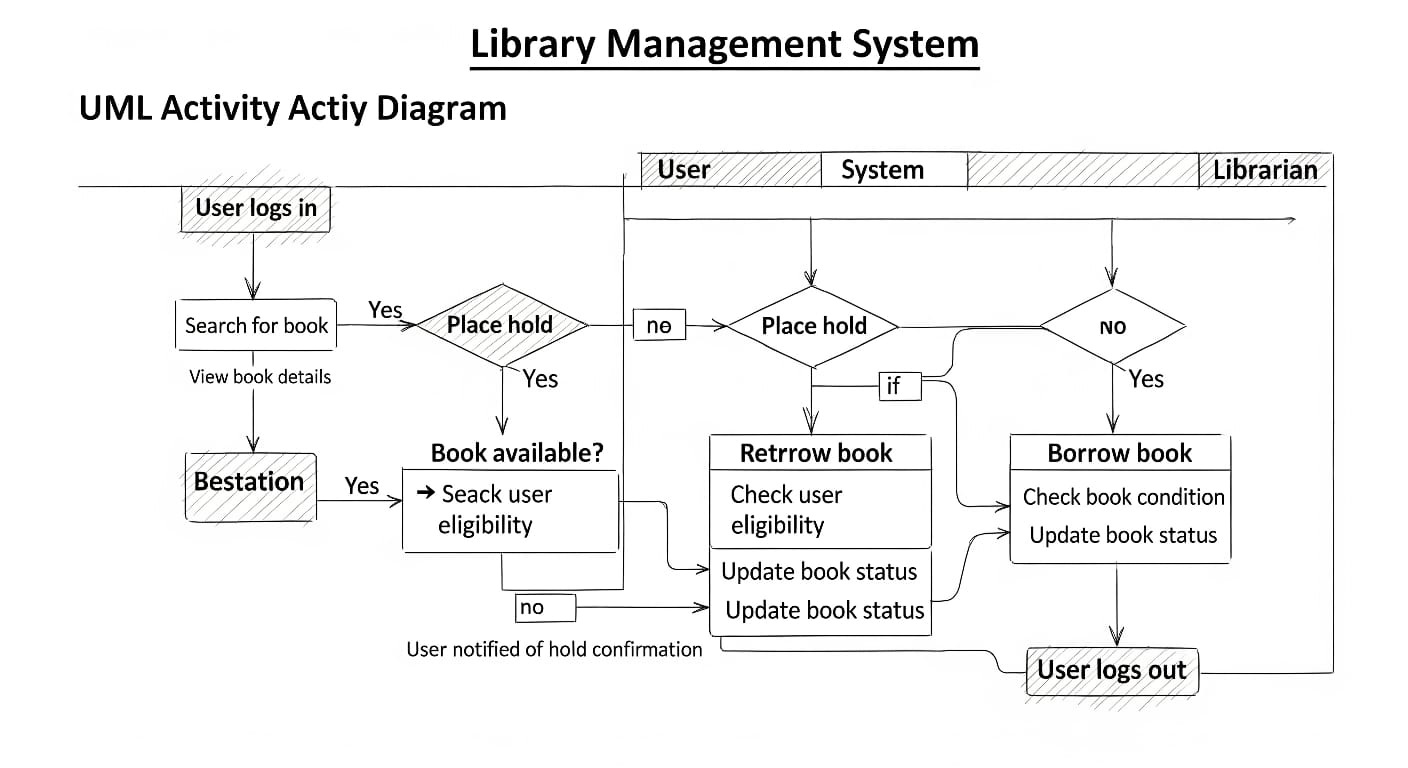 Library Management System
UML Activity Actiy Diagram
User
System
Librarian
User logs in
Search for book
View book details
Bestation
Yes
Place hold
Yes
Yes
Book available?
→ Seack user
eligibility
no
User notified of hold confirmation
no
Place hold
if
Retrrow book
Check user
eligibility
Update book status
Update book status
NO
Yes
Borrow book
Check book condition
Update book status
User logs out